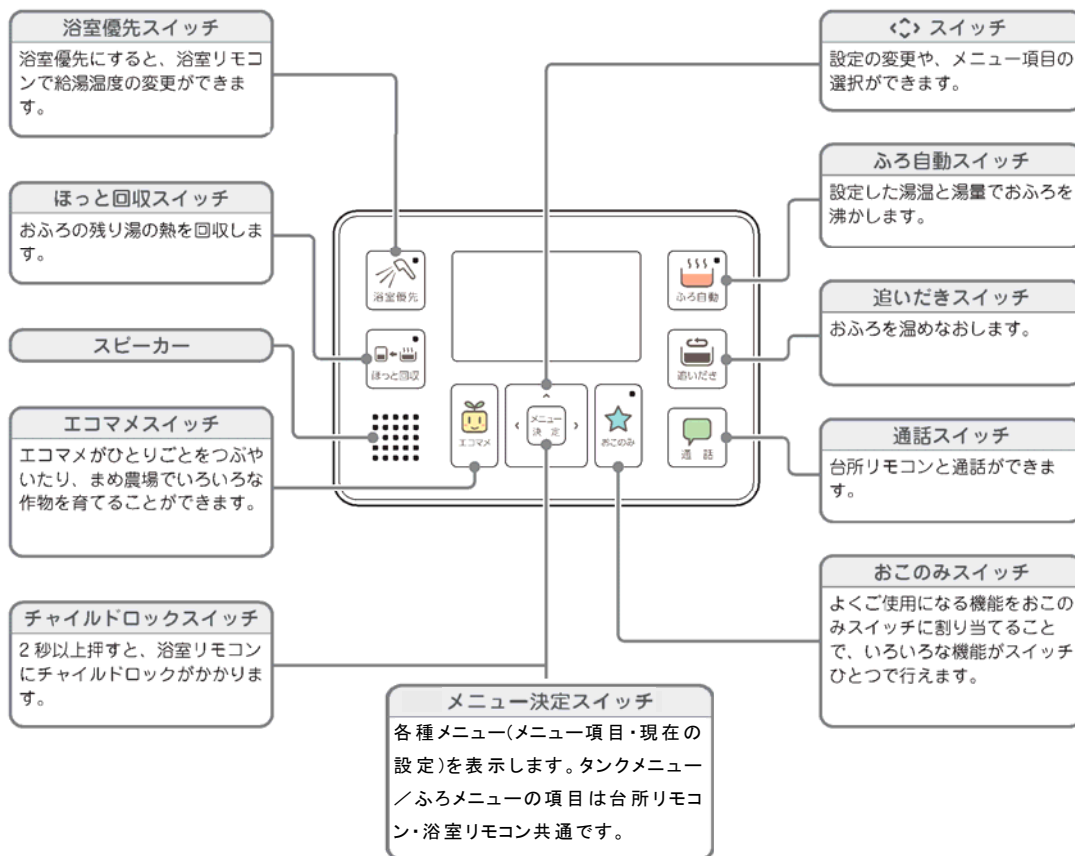 浴室優先スイッチ
浴室優先にすると、浴室リモコ
ンで給湯温度の変更ができま
す。
ほっと回収スイッチ
おふろの残り湯の熱を回収しま
す。
スピーカー
エコマメスイッチ
エコマメがひとりごとをつぶや
いたり、まめ農場でいろいろな
作物を育てることができます。
チャイルドロックスイッチ
2秒以上押すと、浴室リモコン
にチャイルドロックがかかりま
す。
浴室優先
ほっと回収
エコマメ
メニュー
決 定
おこのみ
ふろ自動
追いだき
通 話
メニュー決定スイッチ
各種メニュー(メニュー項目・現在の
設定)を表示します。タンクメニュー
/ふろメニューの項目は台所リモコ
ン・浴室リモコン共通です。
スイッチ
設定の変更や、メニュー項目の
選択ができます。
ふろ自動スイッチ
設定した湯温と湯量でおふろを
沸かします。
追いだきスイッチ
おふろを温めなおします。
通話スイッチ
台所リモコンと通話ができま
す。
おこのみスイッチ
よくご使用になる機能をおこの
みスイッチに割り当てること
で、いろいろな機能がスイッチ
ひとつで行えます。